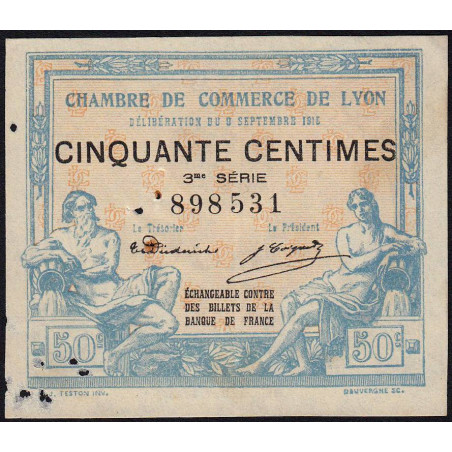 CHAMBRE DE COMMERCE DE LYON
DÉLIBÉRATION DU 9 SEPTEMBRE 1915
CINQUANTE CENTIMES
3me SÉRIE
898531
Le Trésorier
Le Président
ÉCHANGEABLE CONTRE
DES BILLETS DE LA
BANQUE DE FRANCE
50c
50c
J. TESTON INV.
DAUVERGNE SC.